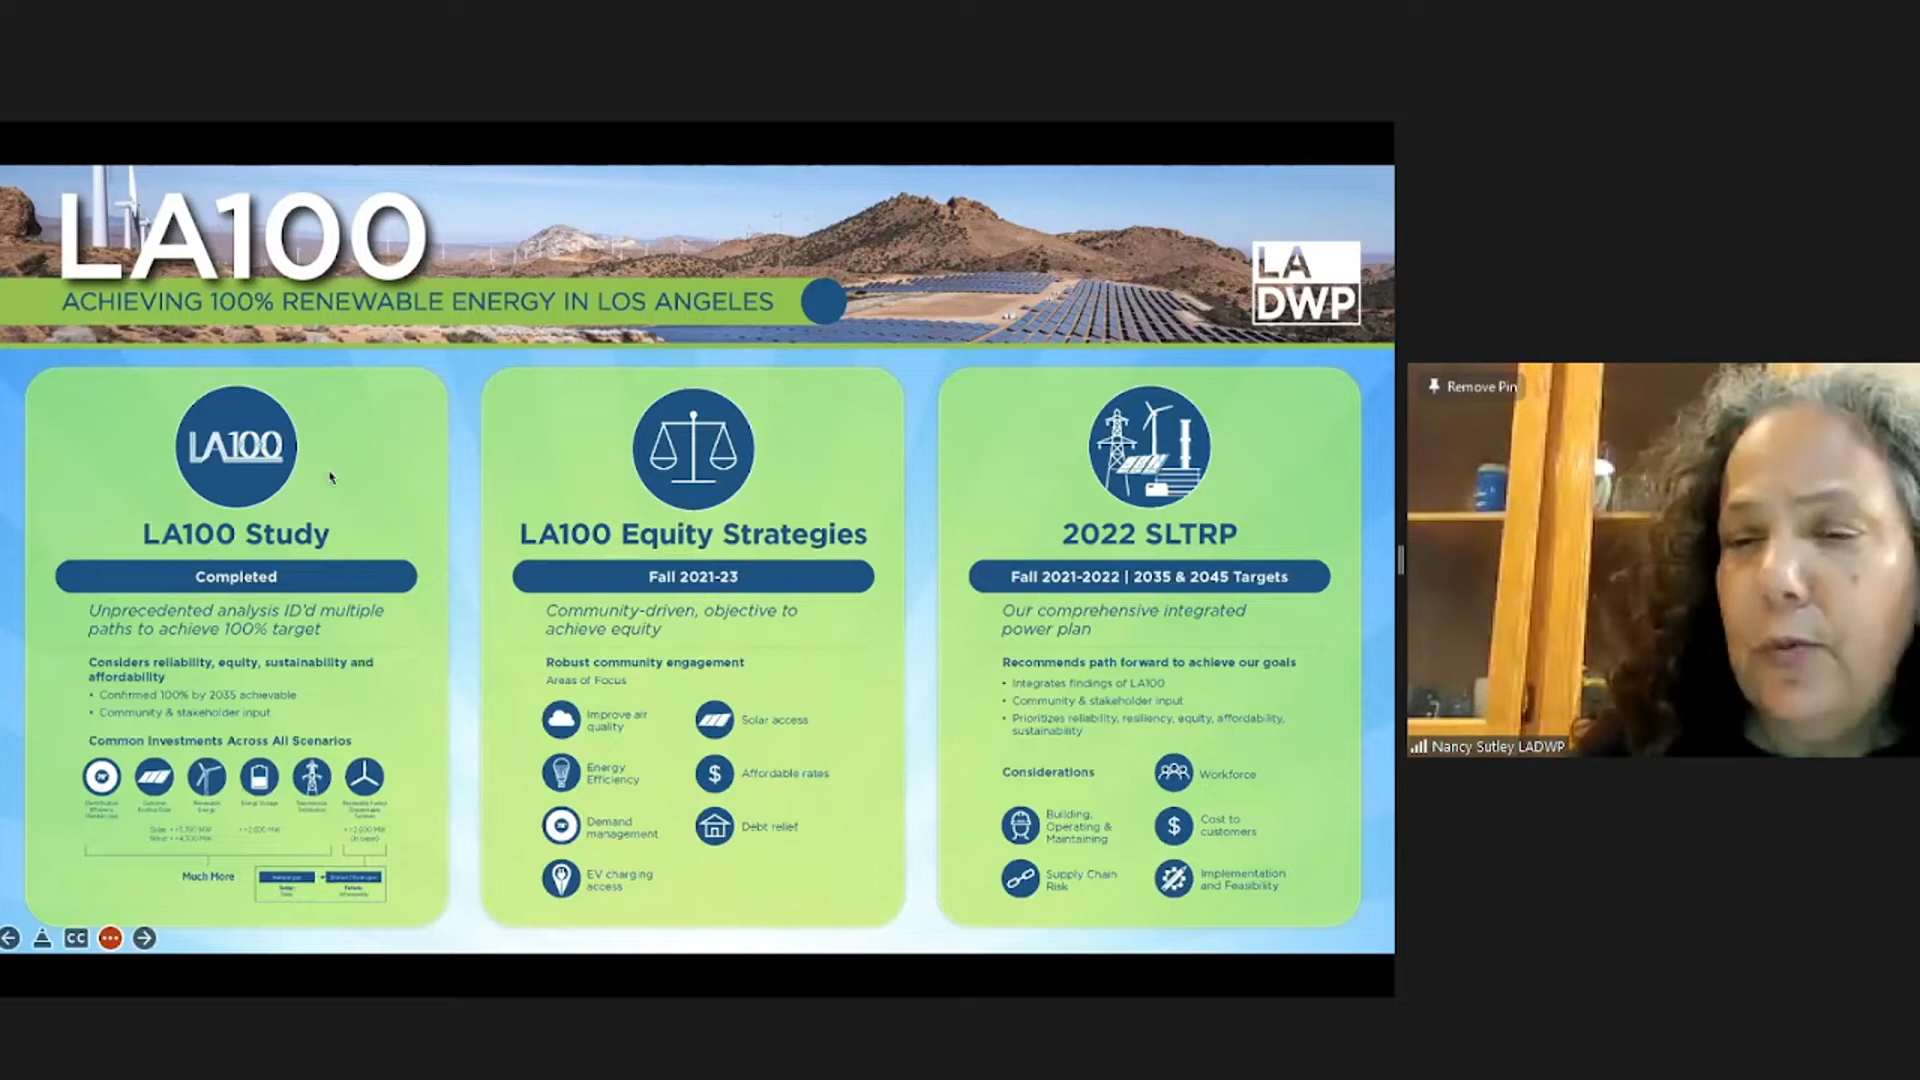 LA100
ACHIEVING 100% RENEWABLE ENERGY IN LOS ANGELES
LA
DWP
LA100
LA100 Study
Completed
Unprecedented analysis ID'd multiple
paths to achieve 100% target
Considers reliability, equity, sustainability and
affordability
• Confirmed 100% by 2035 achievable
• Community & stakeholder input
Common Investments Across All Scenarios
Energy Storage
Much More
LA100 Equity Strategies
Fall 2021-23
Community-driven, objective to
achieve equity
Robust community engagement
Areas of Focus
Improve air
quality
Solar access
Energy
Efficiency
$
Affordable rates
Demand
management
Debt relief
EV charging
access
2022 SLTRP
Fall 2021-2022 | 2035 & 2045 Targets
Our comprehensive integrated
power plan
Recommends path forward to achieve our goals
• Integrates findings of LA100
• Community & stakeholder input
• Prioritizes reliability, resiliency, equity, affordability,
sustainability
Considerations
Workforce
Building,
Operating &
Maintaining
$
Cost to
customers
Supply Chain
Risk
Implementation
and Feasibility
CC
Remove Pin
Nancy Sutley LADWP